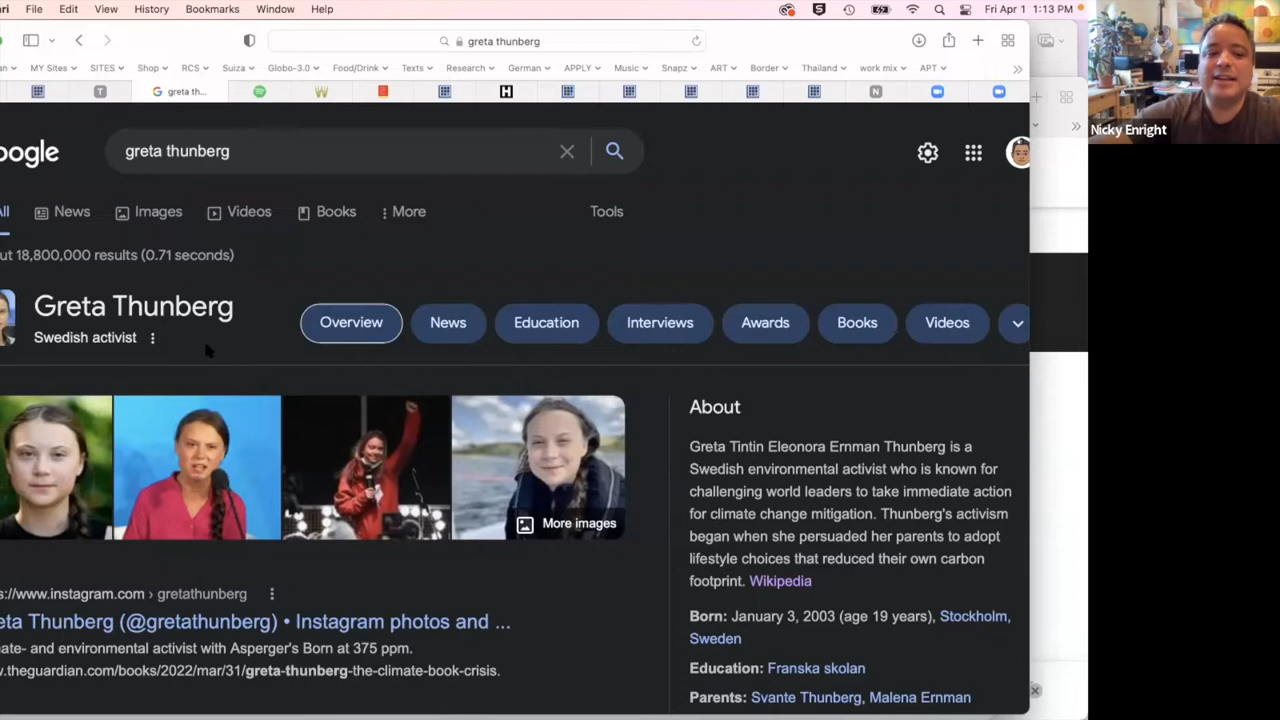 ri File Edit View History Bookmarks Window Help Fri Apr 1 1:13 PM
greta thunberg
MY Sites SITES Shop RCS Suiza Globo-3.0 Food/Drink Texts Research German APPLY Music Snapz ART Border Thailand work mix APT
T greta th... W H N
Nicky Enright
oogle greta thunberg
All News Images Videos Books More Tools
ut 18,800,000 results (0.71 seconds)
Greta Thunberg
Swedish activist
Overview News Education Interviews Awards Books Videos
More images
About
Greta Tintin Eleonora Ernman Thunberg is a
Swedish environmental activist who is known for
challenging world leaders to take immediate action
for climate change mitigation. Thunberg's activism
began when she persuaded her parents to adopt
lifestyle choices that reduced their own carbon
footprint. Wikipedia
Born: January 3, 2003 (age 19 years), Stockholm,
Sweden
Education: Franska skolan
Parents: Svante Thunberg, Malena Ernman
s://www.instagram.com › gretathunberg
eta Thunberg (@gretathunberg) • Instagram photos and ...
ate- and environmental activist with Asperger's Born at 375 ppm.
w.theguardian.com/books/2022/mar/31/greta-thunberg-the-climate-book-crisis.